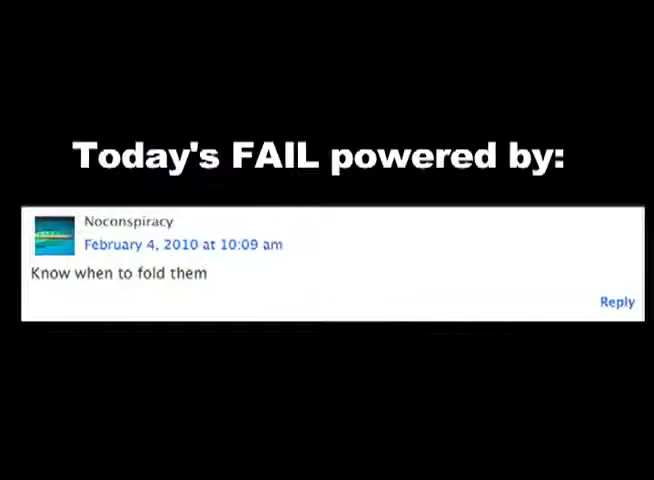 Today's FAIL powered by:
Noconspiracy
February 4, 2010 at 10:09 am
Know when to fold them
Reply